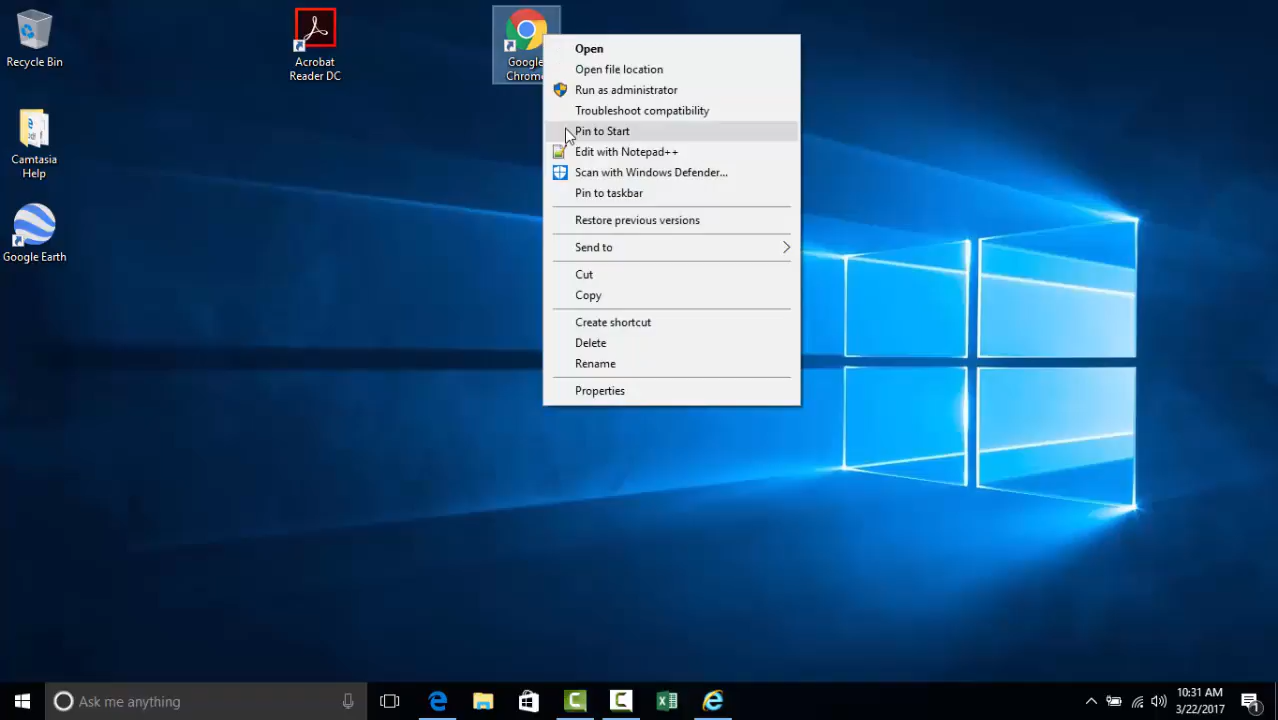 Recycle Bin
Acrobat
Reader DC
Google
Chrome
Camtasia
Help
Google Earth
Open
Open file location
Run as administrator
Troubleshoot compatibility
Pin to Start
Edit with Notepad++
Scan with Windows Defender...
Pin to taskbar
Restore previous versions
Send to
Cut
Copy
Create shortcut
Delete
Rename
Properties
Ask me anything
10:31 AM
3/22/2017
1